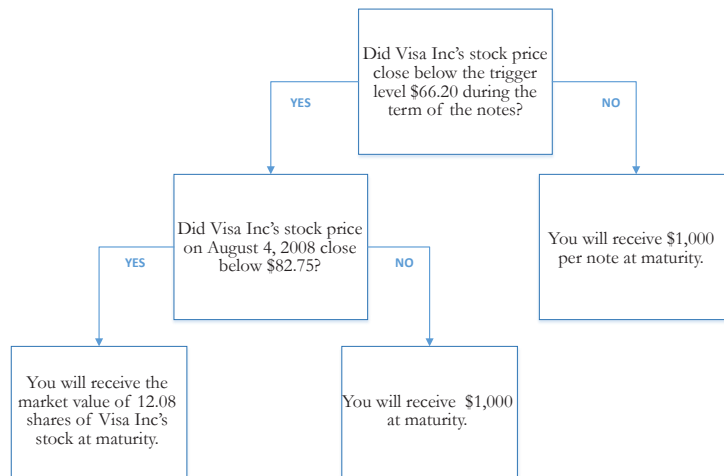 Did Visa Inc's stock price
close below the trigger
level $66.20 during the
term of the notes?
YES
NO
Did Visa Inc's stock price
on August 4, 2008 close
below $82.75?
You will receive $1,000
per note at maturity.
YES
NO
You will receive the
market value of 12.08
shares of Visa Inc's
stock at maturity.
You will receive $1,000
at maturity.